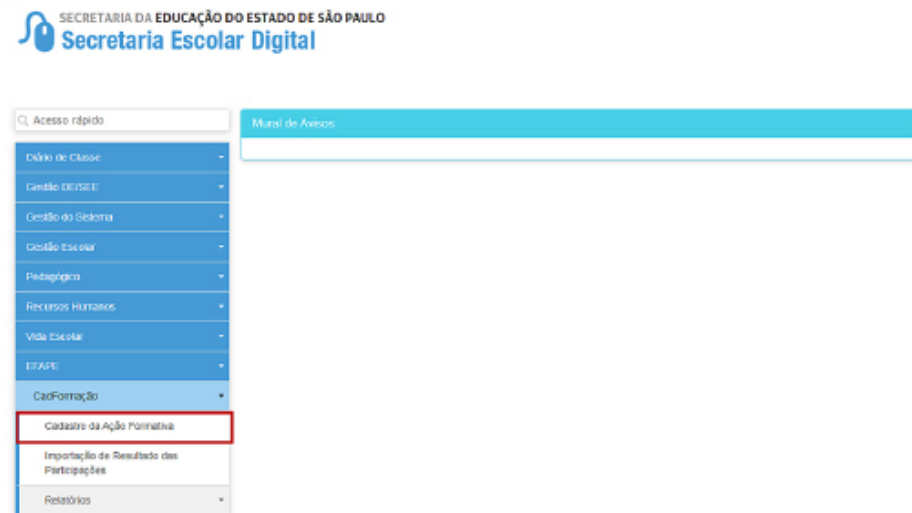 SECRETARIA DA EDUCAÇÃO DO ESTADO DE SÃO PAULO
Secretaria Escolar Digital
Acesso rápido
Mural de Avisos
Diário de Classe
Gestão DE/SEE
Gestão do Sistema
Gestão Escolar
Pedagógico
Recursos Humanos
Vida Escolar
EFAPE
CadFormação
Cadastro da Ação Formativa
Importação de Resultado das
Participações
Relatórios